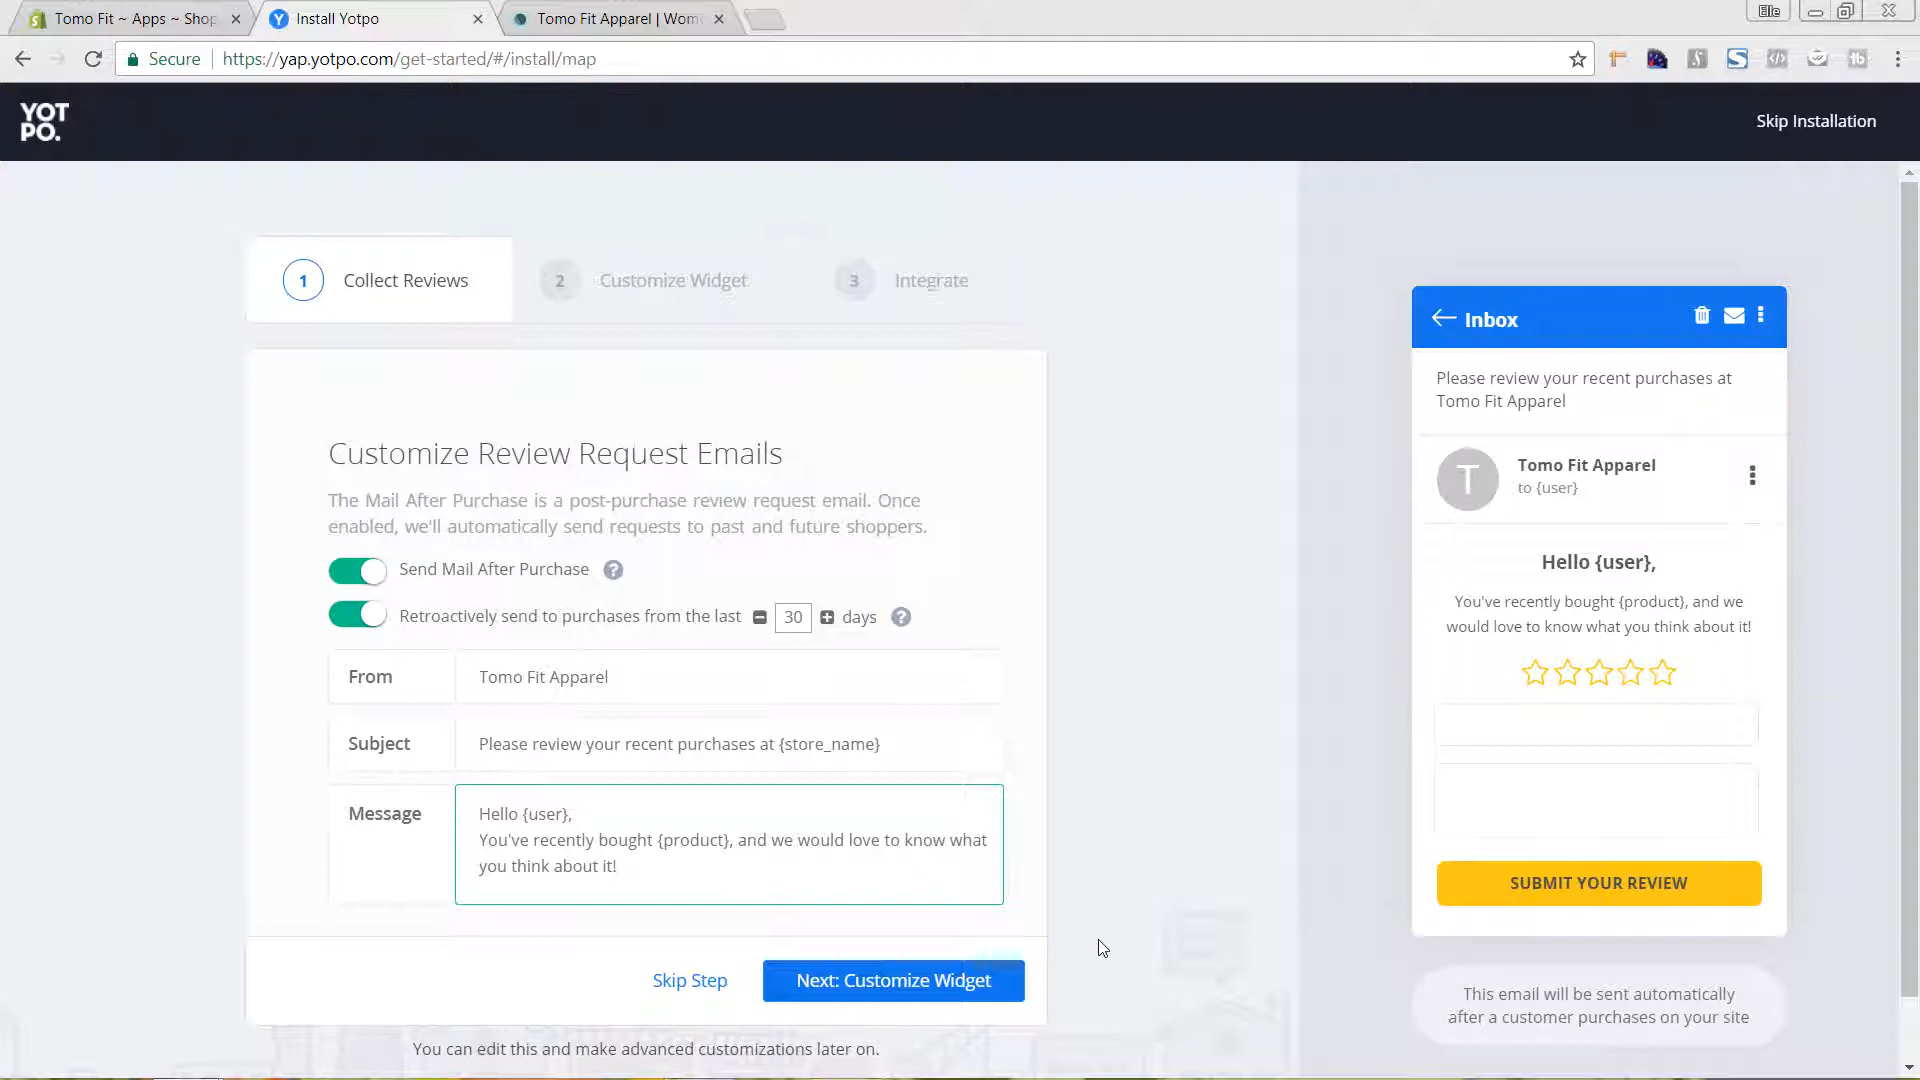 Tomo Fit ~ Apps ~ Shop
Install Yotpo
Tomo Fit Apparel | Wom
Elle
Secure
https://yap.yotpo.com/get-started/#/install/map
YOT
PO.
Skip Installation
1
Collect Reviews
2
Customize Widget
3
Integrate
Customize Review Request Emails
The Mail After Purchase is a post-purchase review request email. Once
enabled, we'll automatically send requests to past and future shoppers.
Send Mail After Purchase ?
Retroactively send to purchases from the last 30 days ?
From
Tomo Fit Apparel
Subject
Please review your recent purchases at {store_name}
Message
Hello {user},
You've recently bought {product}, and we would love to know what
you think about it!
Skip Step
Next: Customize Widget
You can edit this and make advanced customizations later on.
Inbox
Please review your recent purchases at
Tomo Fit Apparel
T
Tomo Fit Apparel
to {user}
Hello {user},
You've recently bought {product}, and we
would love to know what you think about it!
SUBMIT YOUR REVIEW
This email will be sent automatically
after a customer purchases on your site